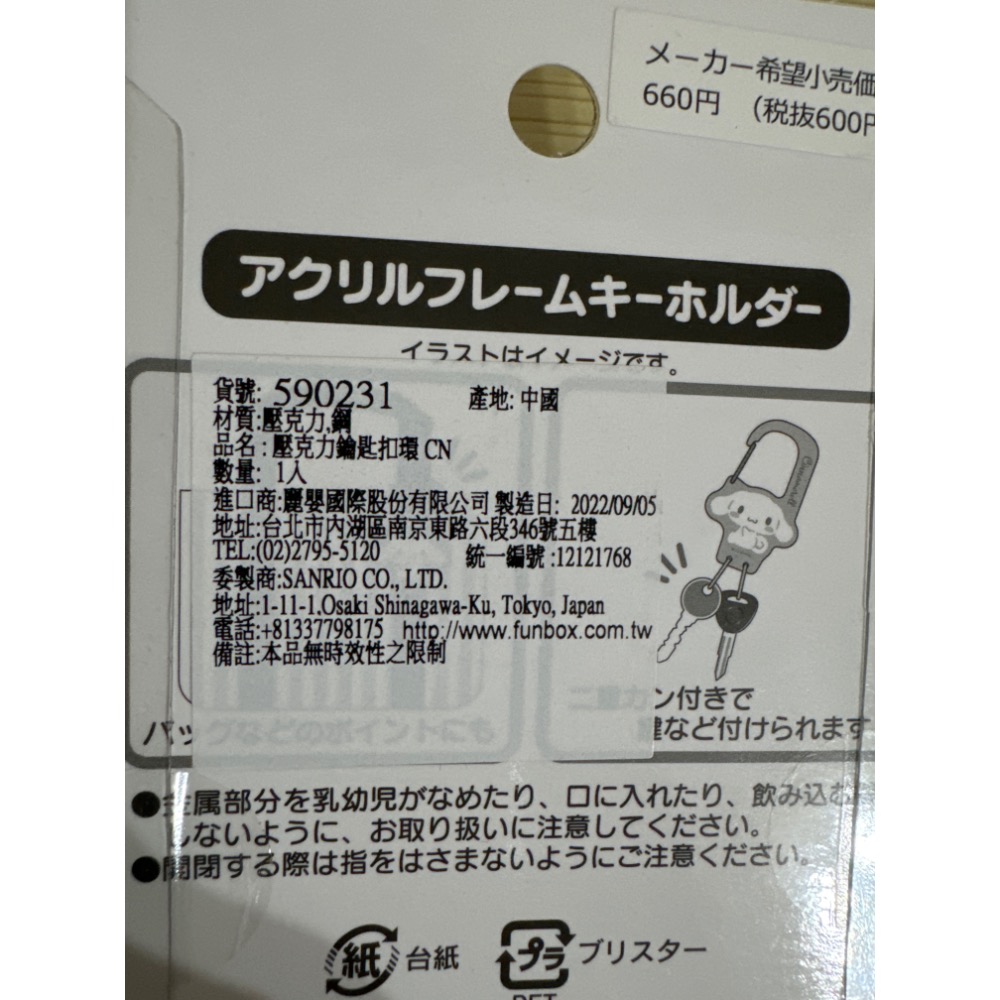 メーカー希望小売価
660円 (税抜600円
アクリルフレームキーホルダー
イラストはイメージです。
貨號: 590231 產地: 中國
材質:壓克力,鋼
品名: 壓克力鑰匙扣環 CN
數量: 1入
進口商:麗嬰國際股份有限公司 製造日: 2022/09/05
地址:台北市內湖區南京東路六段346號五樓
TEL:(02)2795-5120 統一編號:12121768
委製商:SANRIO CO., LTD.
地址:1-11-1,Osaki Shinagawa-Ku, Tokyo, Japan
電話:+81337798175 http://www.funbox.com.tw
備註:本品無時效性之限制
Cinnamoroll
バッグなどのポイントにも
二重カン付きで
鍵など付けられます
●金属部分を乳幼児がなめたり、口に入れたり、飲み込む
しないように、お取り扱いに注意してください。
●開閉する際は指をはさまないようにご注意ください。
紙 台紙
プラ ブリスター
PET